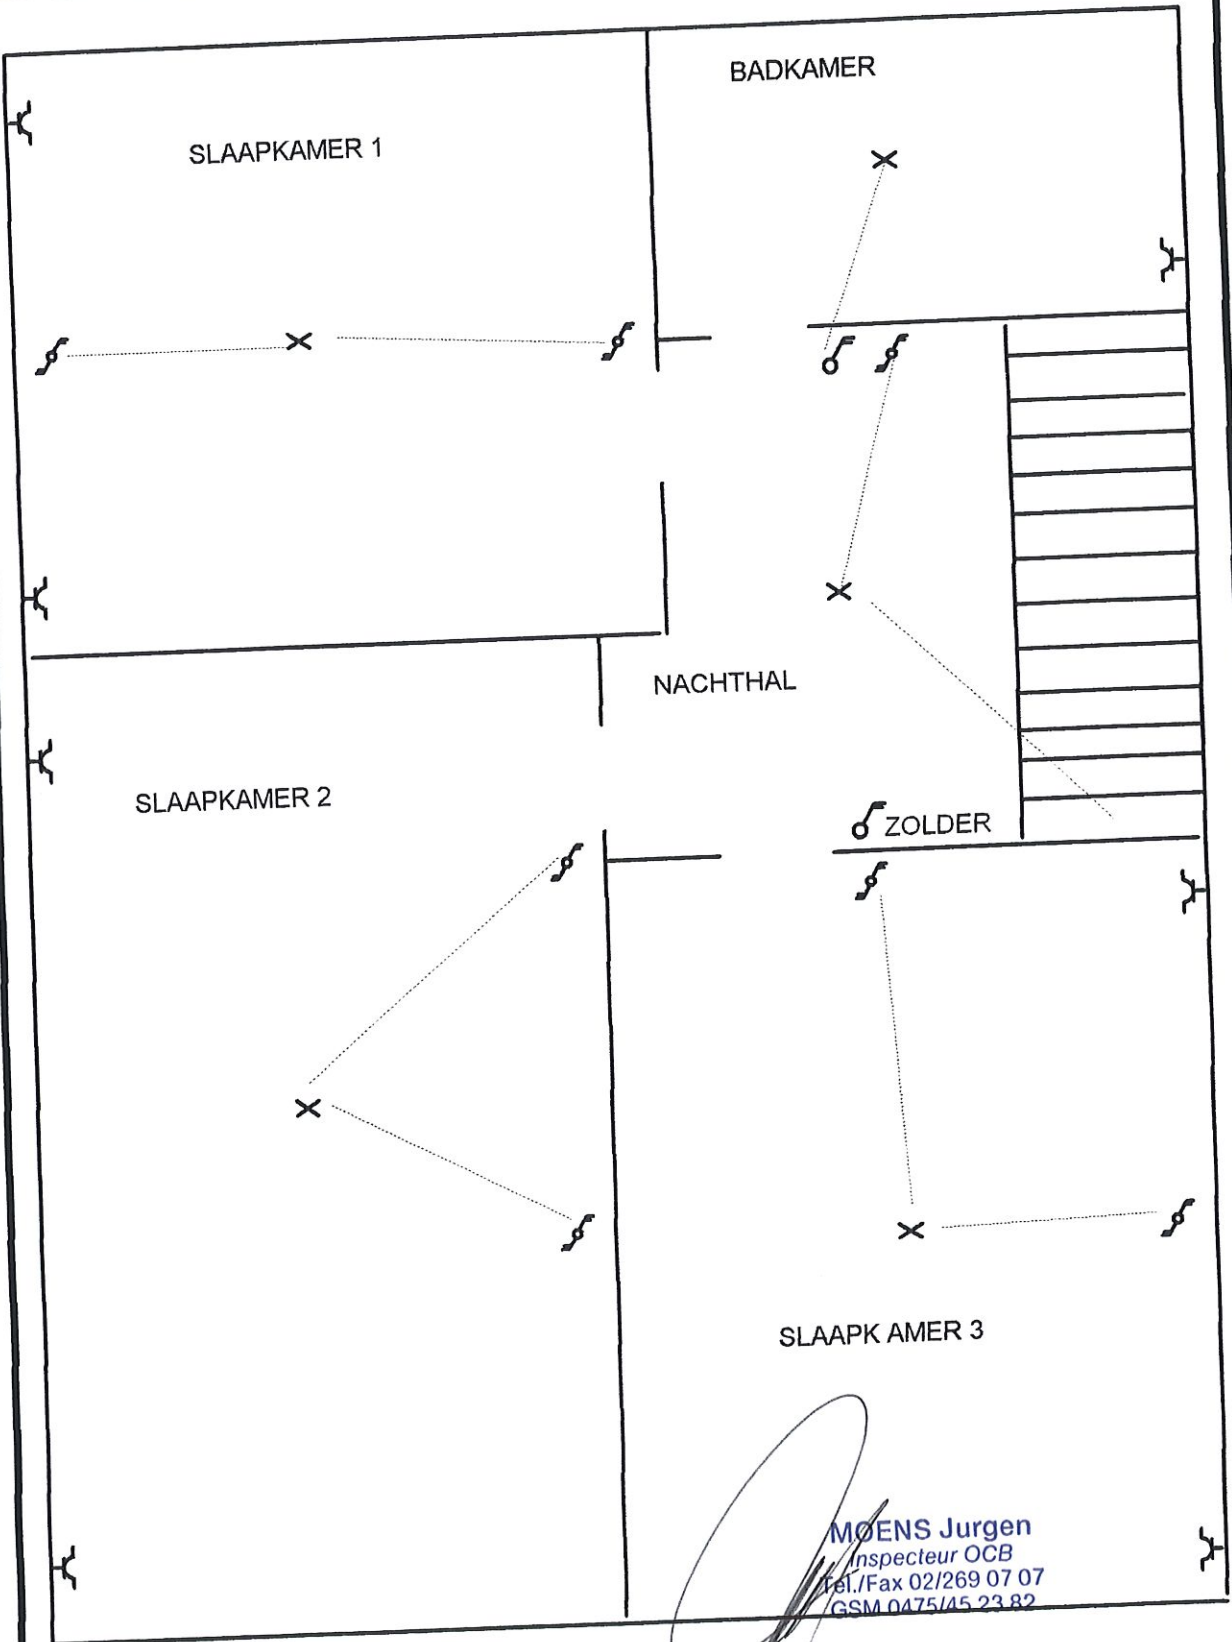 BADKAMER
SLAAPKAMER 1
NACHTHAL
SLAAPKAMER 2
ZOLDER
SLAAPK AMER 3
MOENS Jurgen
Inspecteur OCB
Tél./Fax 02/269 07 07
GSM 0475/45 23 82